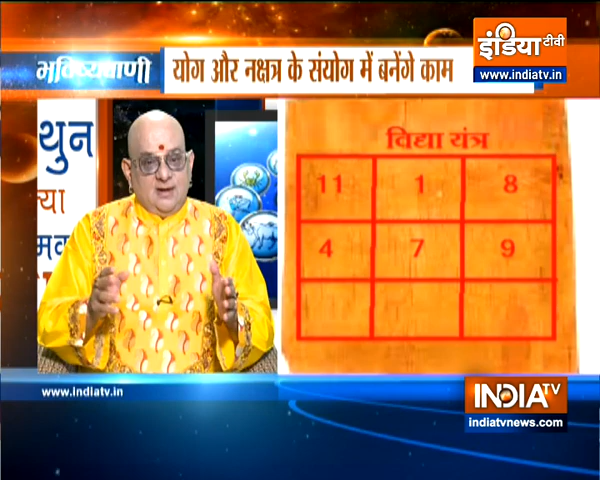 भविष्यवाणी
योग और नक्षत्र के संयोग में बनेंगे काम
इंडिया टीवी
www.indiatv.in
थुन
विद्या यंत्र
11 1 8
4 7 9
www.indiatv.in
INDIA TV
indiatvnews.com